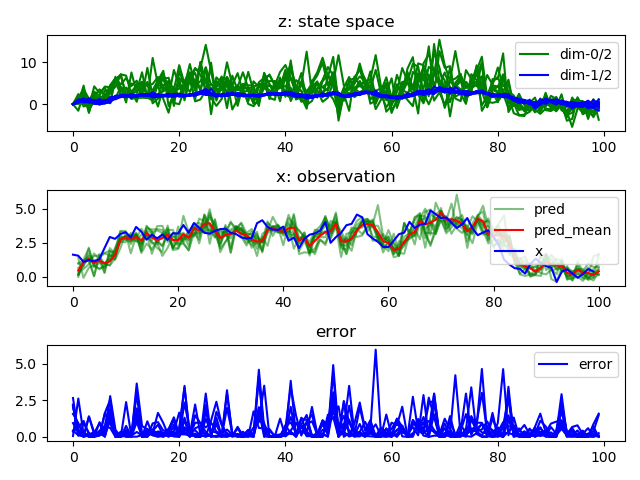 z: state space
10
0
dim-0/2
dim-1/2
0 20 40 60 80 100
x: observation
5.0
2.5
0.0
pred
pred_mean
x
0 20 40 60 80 100
error
5.0
2.5
0.0
error
0 20 40 60 80 100